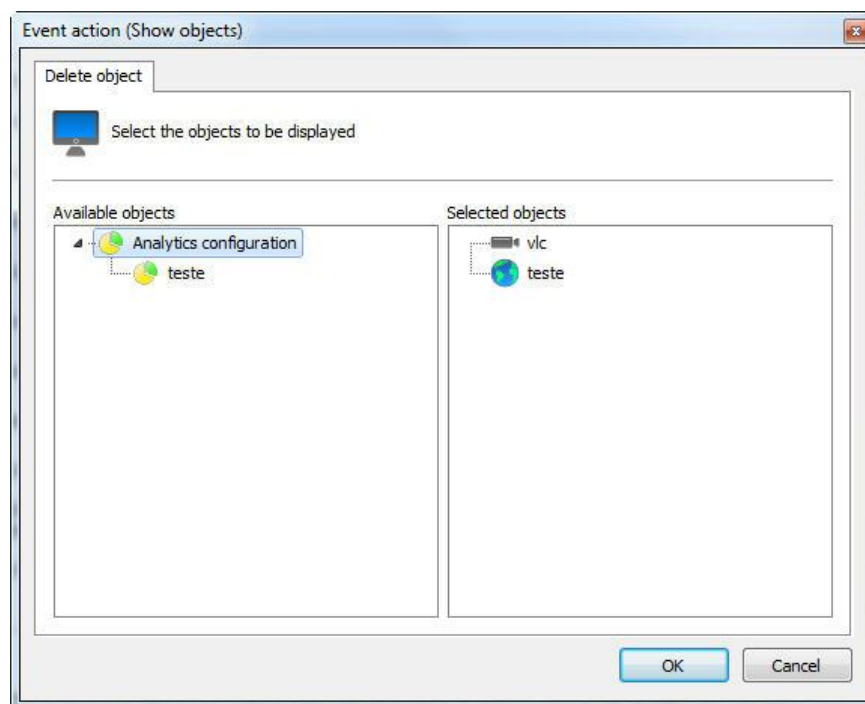 Event action (Show objects)
Delete object
Select the objects to be displayed
Available objects
Selected objects
Analytics configuration
teste
vlc
teste
OK
Cancel